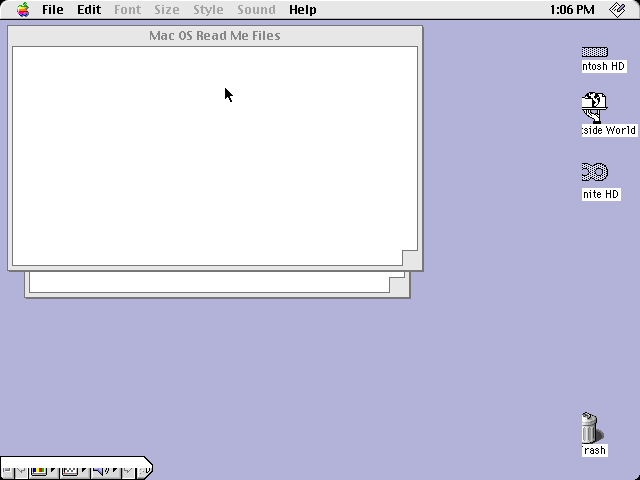 File Edit Font Size Style Sound Help 1:06 PM
Mac OS Read Me Files
ntosh HD
side World
nite HD
rash